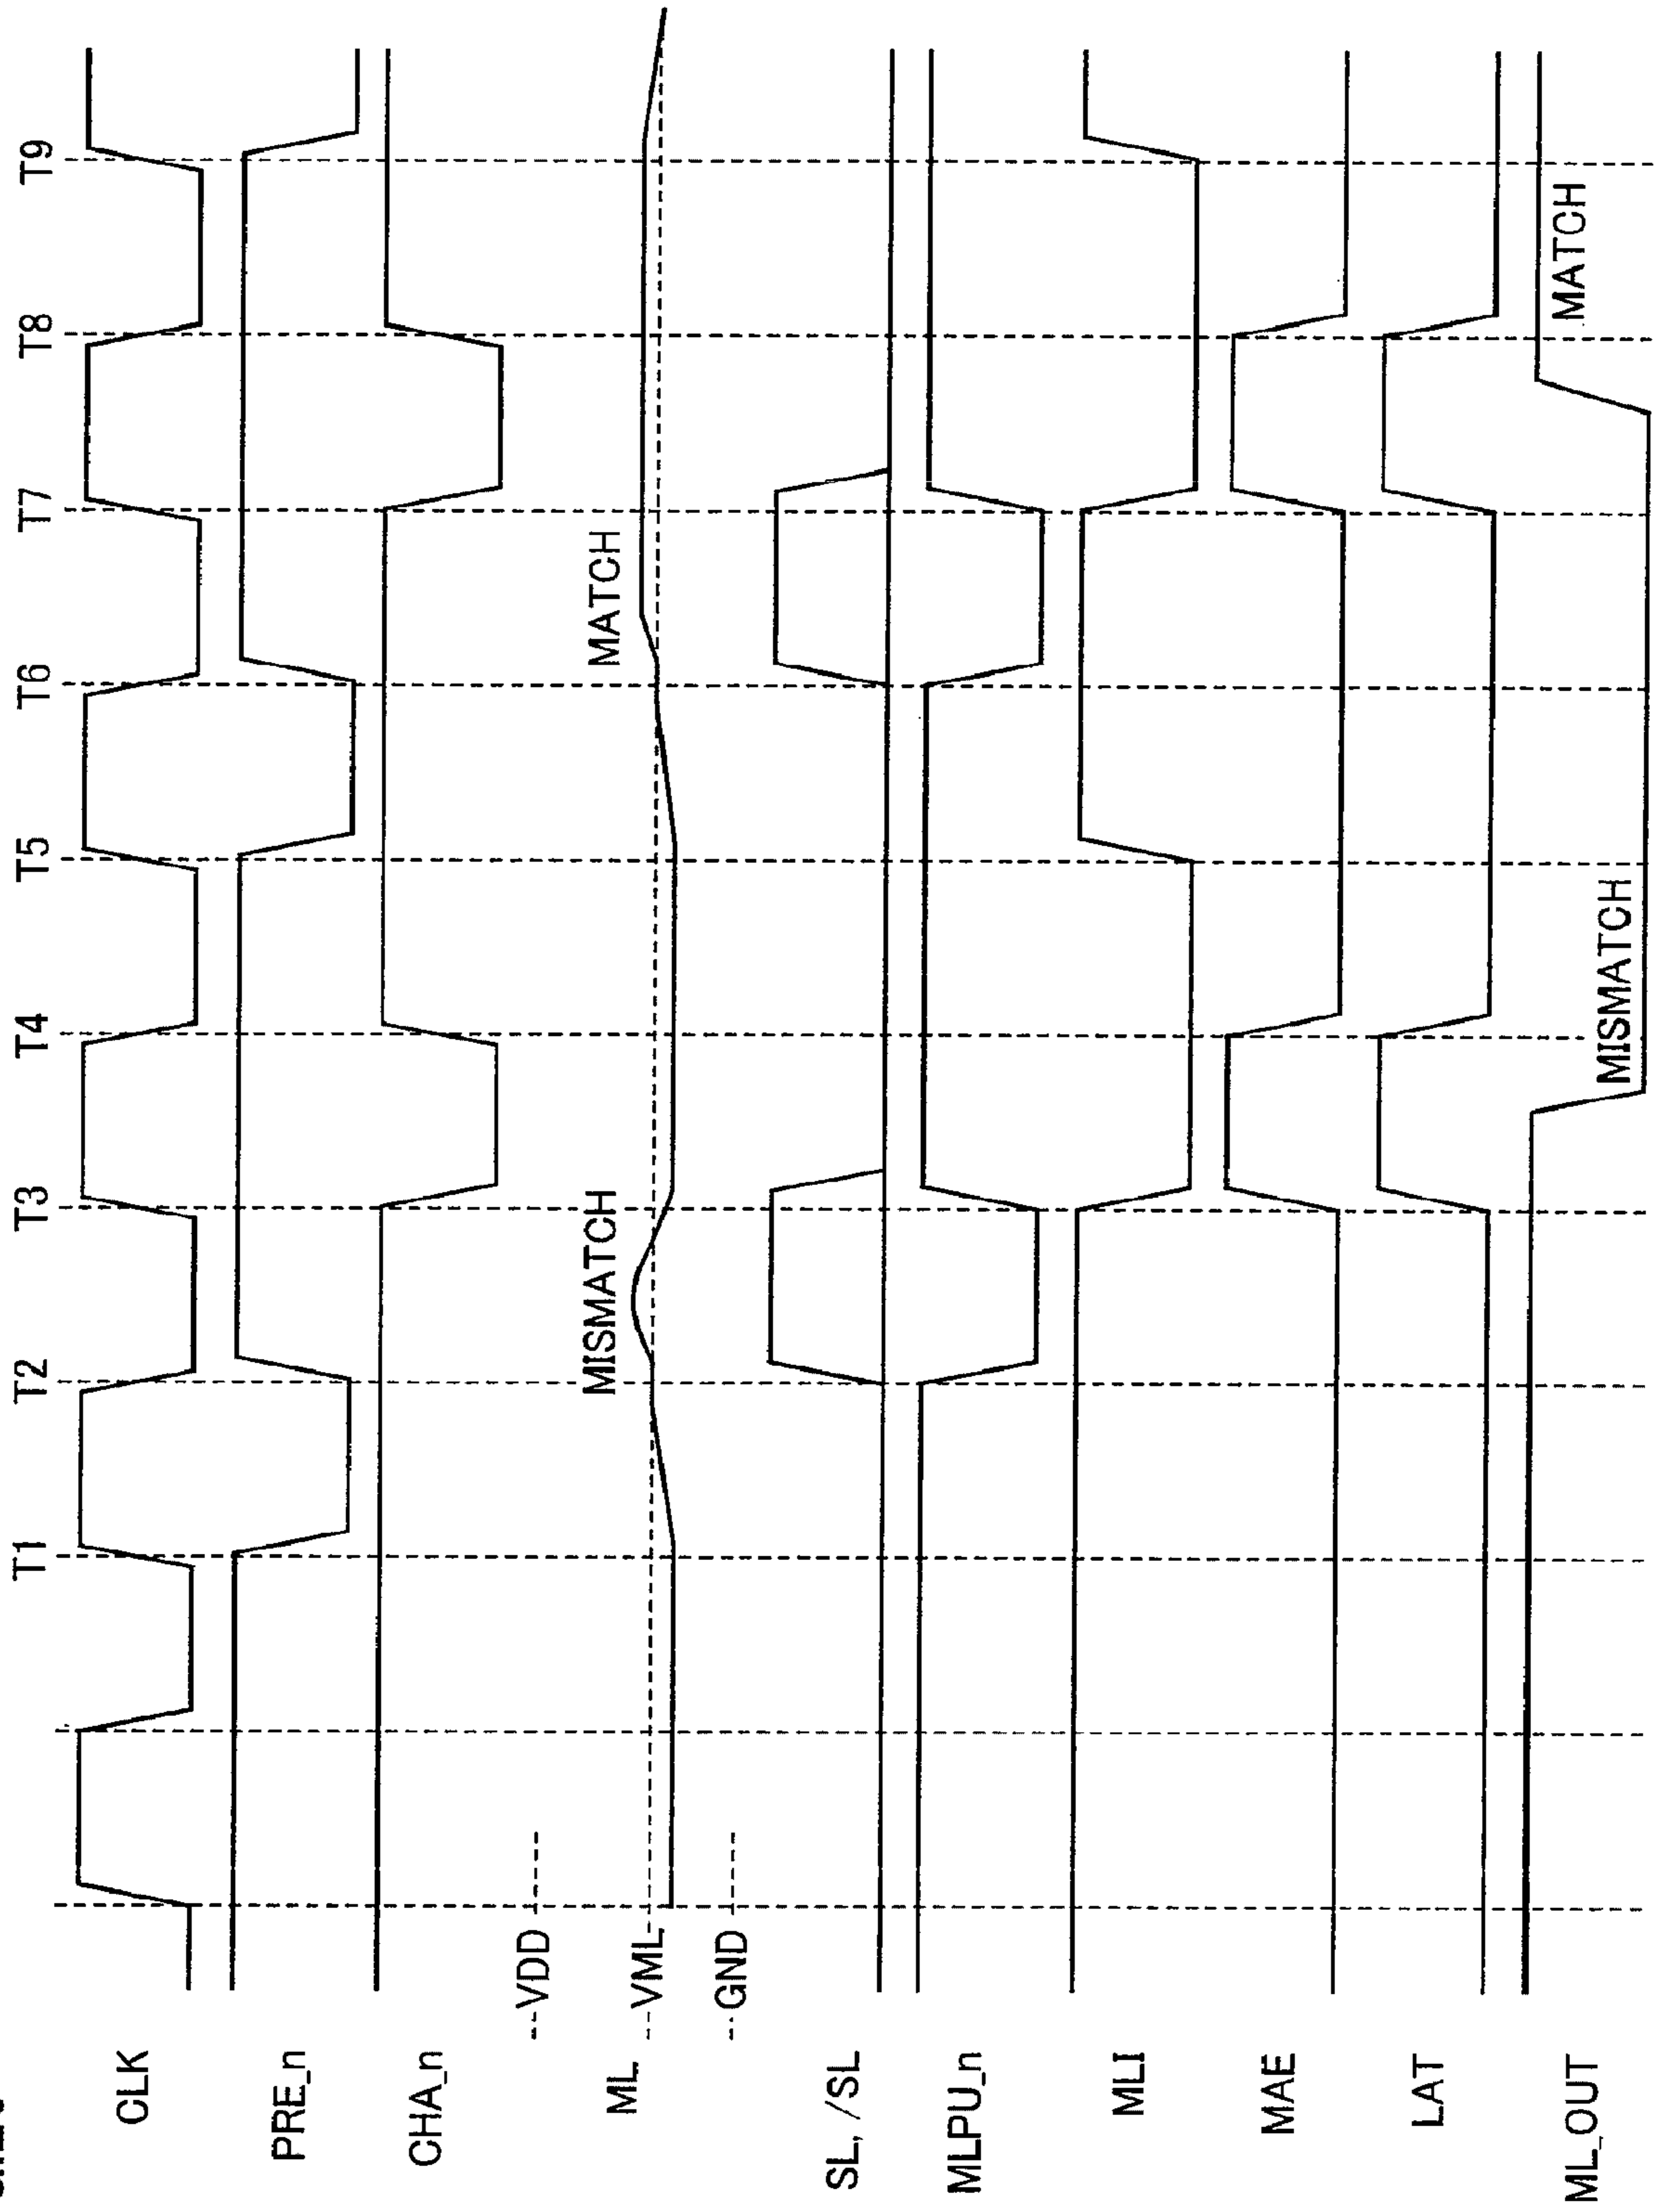 T1 T2 T3 T4 T5 T6 T7 T8 T9
CLK
PRE_n
CHA_n
VDD
MISMATCH MATCH
ML
VML
GND
SL, /SL
MLPU_n
MLI
MAE
LAT
MISMATCH MATCH
ML_OUT